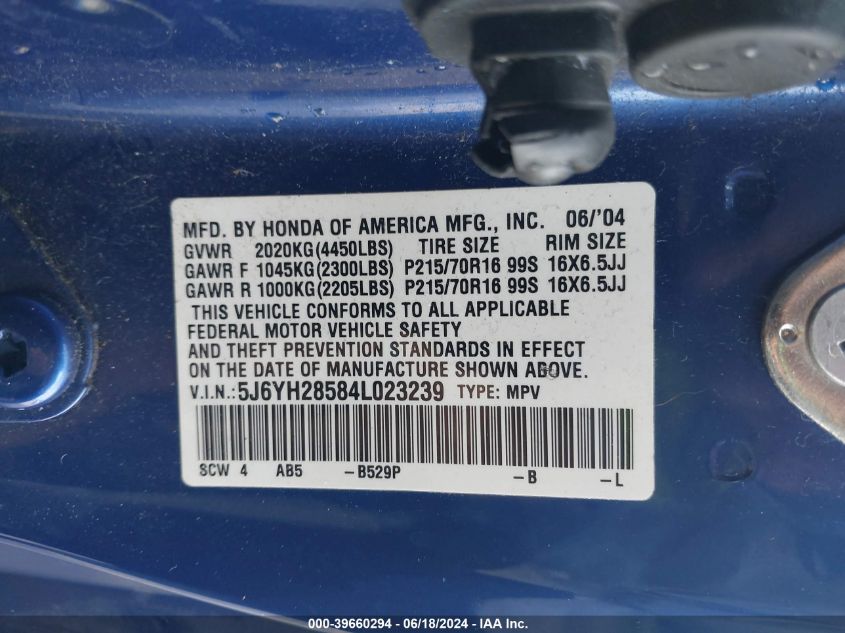 MFD. BY HONDA OF AMERICA MFG., INC. 06/'04
GVWR 2020KG(4450LBS) TIRE SIZE RIM SIZE
GAWR F 1045KG(2300LBS) P215/70R16 99S 16X6.5JJ
GAWR R 1000KG(2205LBS) P215/70R16 99S 16X6.5JJ
THIS VEHICLE CONFORMS TO ALL APPLICABLE
FEDERAL MOTOR VEHICLE SAFETY
AND THEFT PREVENTION STANDARDS IN EFFECT
ON THE DATE OF MANUFACTURE SHOWN ABOVE.
V.I.N.:5J6YH28584L023239 TYPE: MPV
SCW 4 AB5 -B529P -B -L
000-39660294 - 06/18/2024 - IAA Inc.